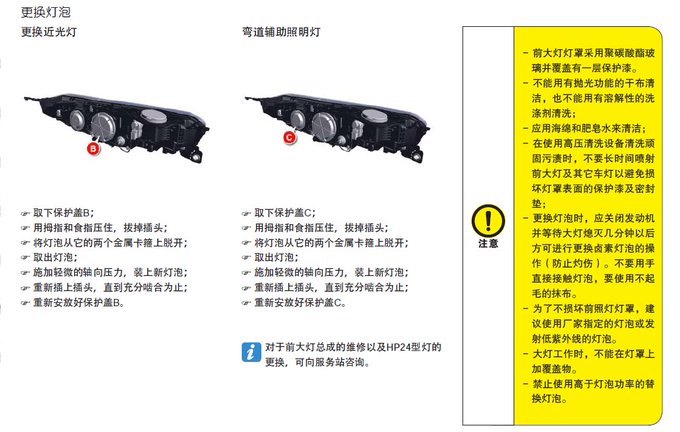 更换灯泡
更换近光灯
B
取下保护盖B；
用拇指和食指压住，拔掉插头；
将灯泡从它的两个金属卡箍上脱开；
取出灯泡；
施加轻微的轴向压力，装上新灯泡；
重新插上插头，直到充分啮合为止；
重新安放好保护盖B。
弯道辅助照明灯
C
取下保护盖C；
用拇指和食指压住，拔掉插头；
将灯泡从它的两个金属卡箍上脱开；
取出灯泡；
施加轻微的轴向压力，装上新灯泡；
重新插上插头，直到充分啮合为止；
重新安放好保护盖C。
i 对于前大灯总成的维修以及HP24型灯的
更换，可向服务站咨询。
!
注意
- 前大灯灯罩采用聚碳酸酯玻
璃并覆盖有一层保护漆。
- 不能用有抛光功能的干布清
洁，也不能用有溶解性的洗
涤剂清洗；
- 应用海绵和肥皂水来清洁；
- 在使用高压清洗设备清洗顽
固污渍时，不要长时间喷射
前大灯及其它车灯以避免损
坏灯罩表面的保护漆及密封
垫；
- 更换灯泡时，应关闭发动机
并等待大灯熄灭几分钟以后
方可进行更换卤素灯泡的操
作（防止灼伤）。不要用手
直接接触灯泡，要使用不起
毛的抹布。
- 为了不损坏前照灯灯罩，建
议使用厂家指定的灯泡或发
射低紫外线的灯泡。
- 大灯工作时，不能在灯罩上
加覆盖物。
- 禁止使用高于灯泡功率的替
换灯泡。